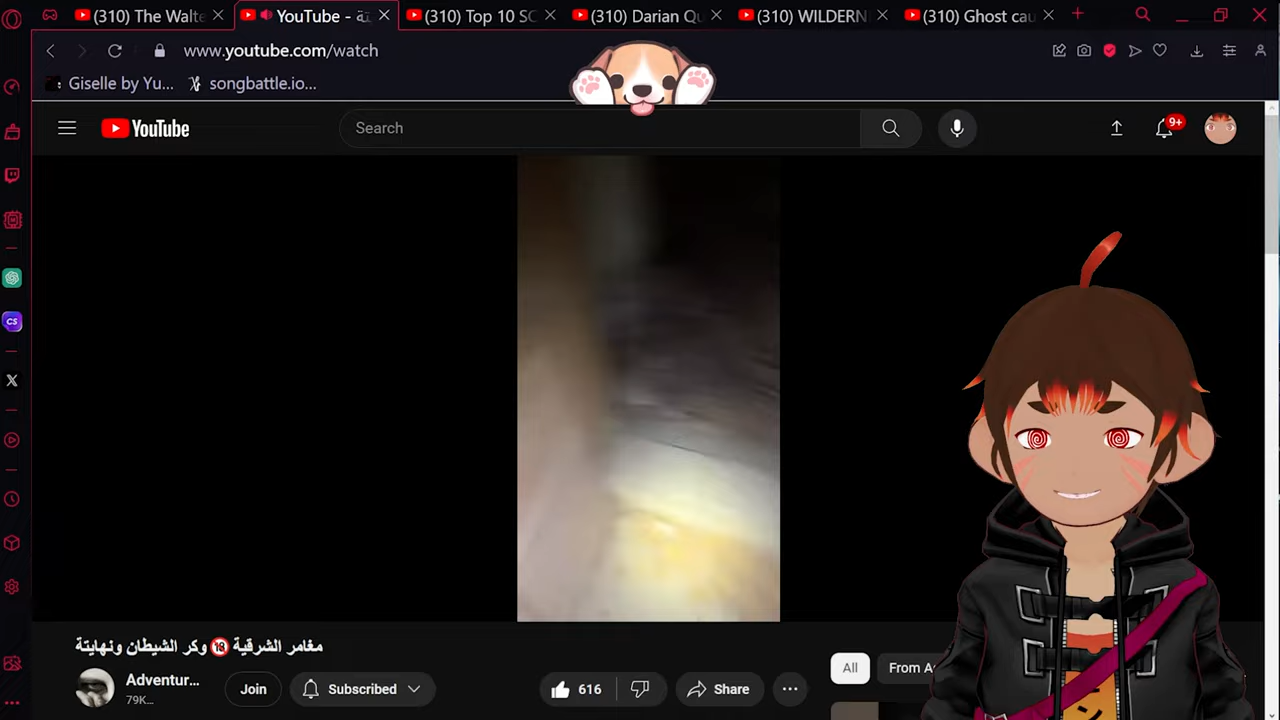 (310) The Walte
YouTube -
(310) Top 10 SC
(310) Darian Qu
(310) WILDERN
(310) Ghost cau
www.youtube.com/watch
Giselle by Yu...
songbattle.io...
YouTube
Search
9+
CS
مغامر الشرقية 🔞 وكر الشيطان ونهايتة
Adventur...
79K...
Join
Subscribed
616
Share
All
From A